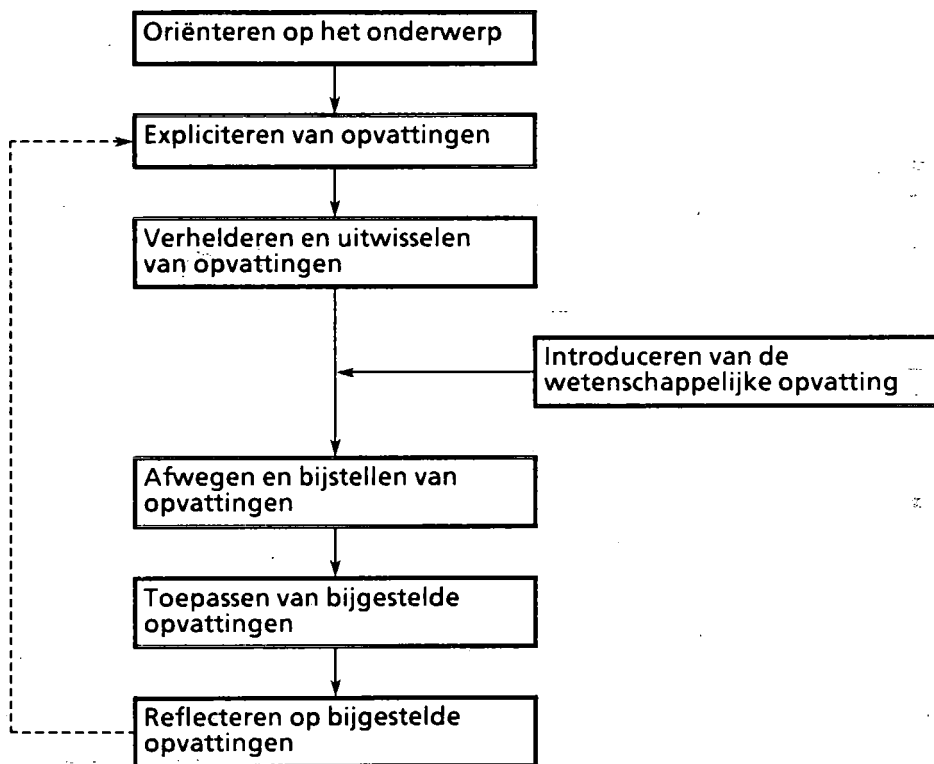 Oriënteren op het onderwerp
Expliciteren van opvattingen
Verhelderen en uitwisselen
van opvattingen
Introduceren van de
wetenschappelijke opvatting
Afwegen en bijstellen van
opvattingen
Toepassen van bijgestelde
opvattingen
Reflecteren op bijgestelde
opvattingen